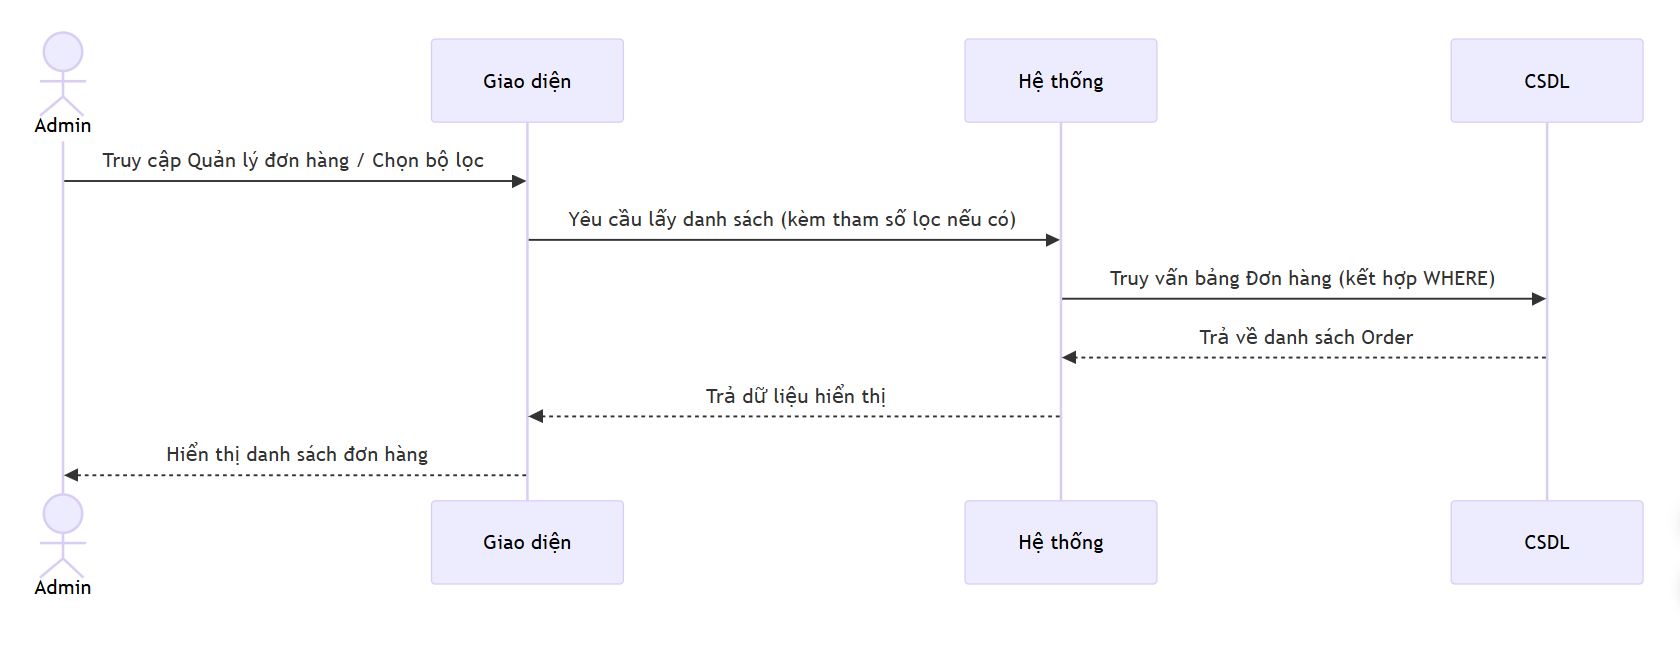 Admin
Giao diện
Hệ thống
CSDL
Truy cập Quản lý đơn hàng / Chọn bộ lọc
Yêu cầu lấy danh sách (kèm tham số lọc nếu có)
Truy vấn bảng Đơn hàng (kết hợp WHERE)
Trả về danh sách Order
Trả dữ liệu hiển thị
Hiển thị danh sách đơn hàng
Admin
Giao diện
Hệ thống
CSDL